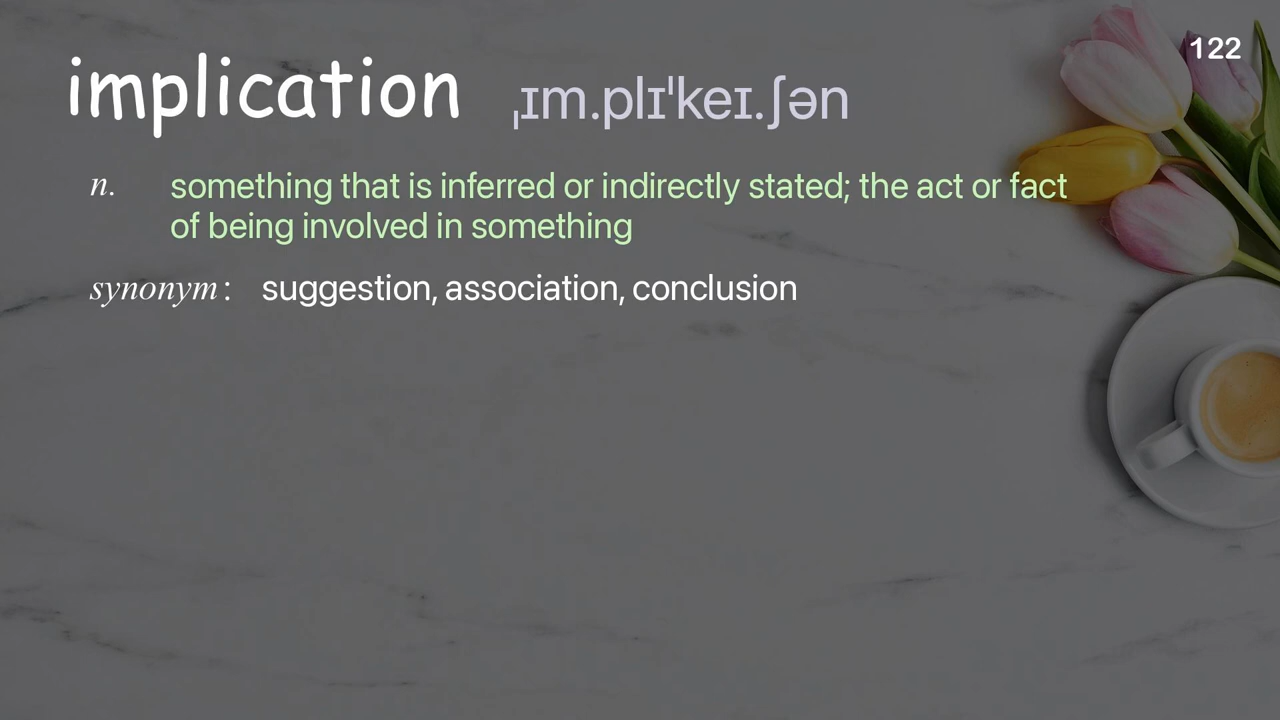 122
implication ˌɪm.plɪˈkeɪ.ʃən
n. something that is inferred or indirectly stated; the act or fact
of being involved in something
synonym: suggestion, association, conclusion